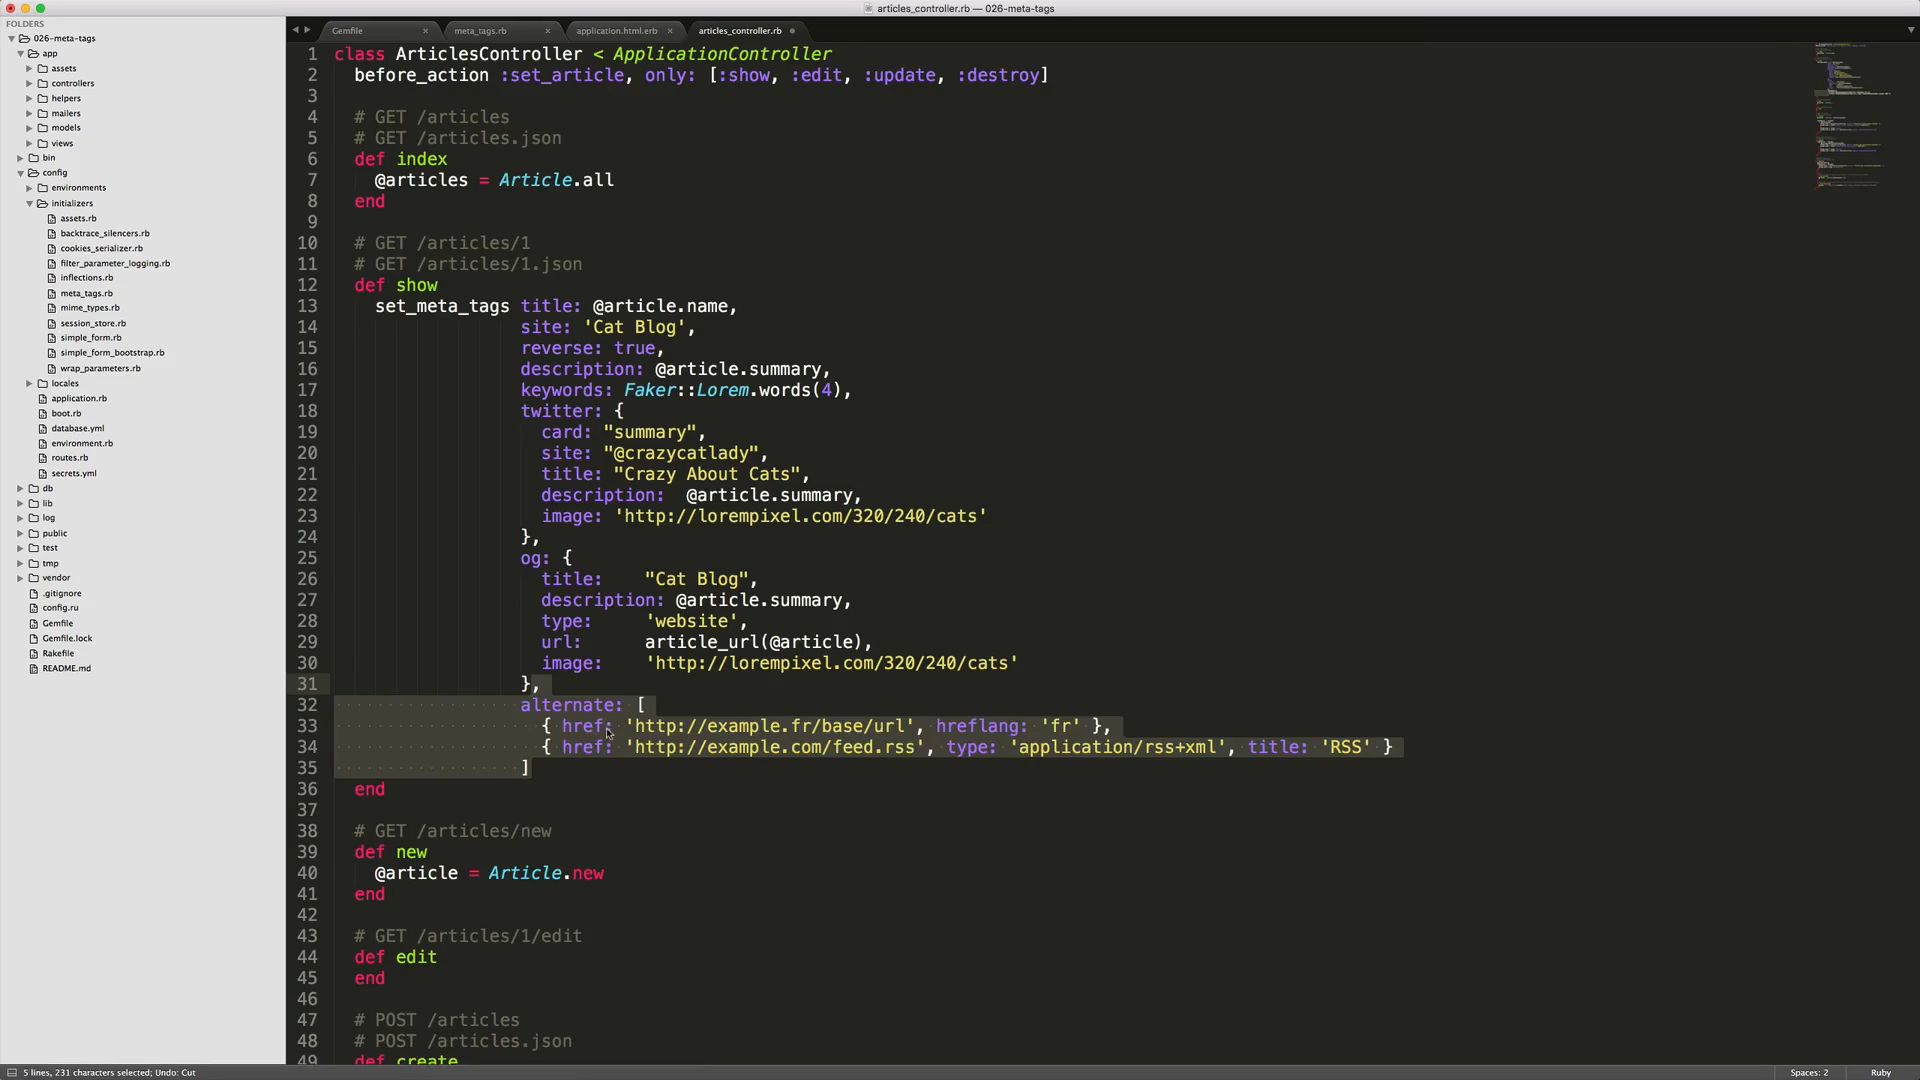 articles_controller.rb — 026-meta-tags
FOLDERS
026-meta-tags
app
assets
controllers
helpers
mailers
models
views
bin
config
environments
initializers
assets.rb
backtrace_silencers.rb
cookies_serializer.rb
filter_parameter_logging.rb
inflections.rb
meta_tags.rb
mime_types.rb
session_store.rb
simple_form.rb
simple_form_bootstrap.rb
wrap_parameters.rb
locales
application.rb
boot.rb
database.yml
environment.rb
routes.rb
secrets.yml
db
lib
log
public
test
tmp
vendor
.gitignore
config.ru
Gemfile
Gemfile.lock
Rakefile
README.md
Gemfile × meta_tags.rb × application.html.erb × articles_controller.rb
1 class ArticlesController < ApplicationController
2 before_action :set_article, only: [:show, :edit, :update, :destroy]
3
4 # GET /articles
5 # GET /articles.json
6 def index
7 @articles = Article.all
8 end
9
10 # GET /articles/1
11 # GET /articles/1.json
12 def show
13 set_meta_tags title: @article.name,
14 site: 'Cat Blog',
15 reverse: true,
16 description: @article.summary,
17 keywords: Faker::Lorem.words(4),
18 twitter: {
19 card: "summary",
20 site: "@crazycatlady",
21 title: "Crazy About Cats",
22 description: @article.summary,
23 image: 'http://lorempixel.com/320/240/cats'
24 },
25 og: {
26 title: "Cat Blog",
27 description: @article.summary,
28 type: 'website',
29 url: article_url(@article),
30 image: 'http://lorempixel.com/320/240/cats'
31 },
32 alternate: [
33 { href: 'http://example.fr/base/url', hreflang: 'fr' },
34 { href: 'http://example.com/feed.rss', type: 'application/rss+xml', title: 'RSS' }
35 ]
36 end
37
38 # GET /articles/new
39 def new
40 @article = Article.new
41 end
42
43 # GET /articles/1/edit
44 def edit
45 end
46
47 # POST /articles
48 # POST /articles.json
49 def create
5 lines, 231 characters selected; Undo: Cut
Spaces: 2 Ruby